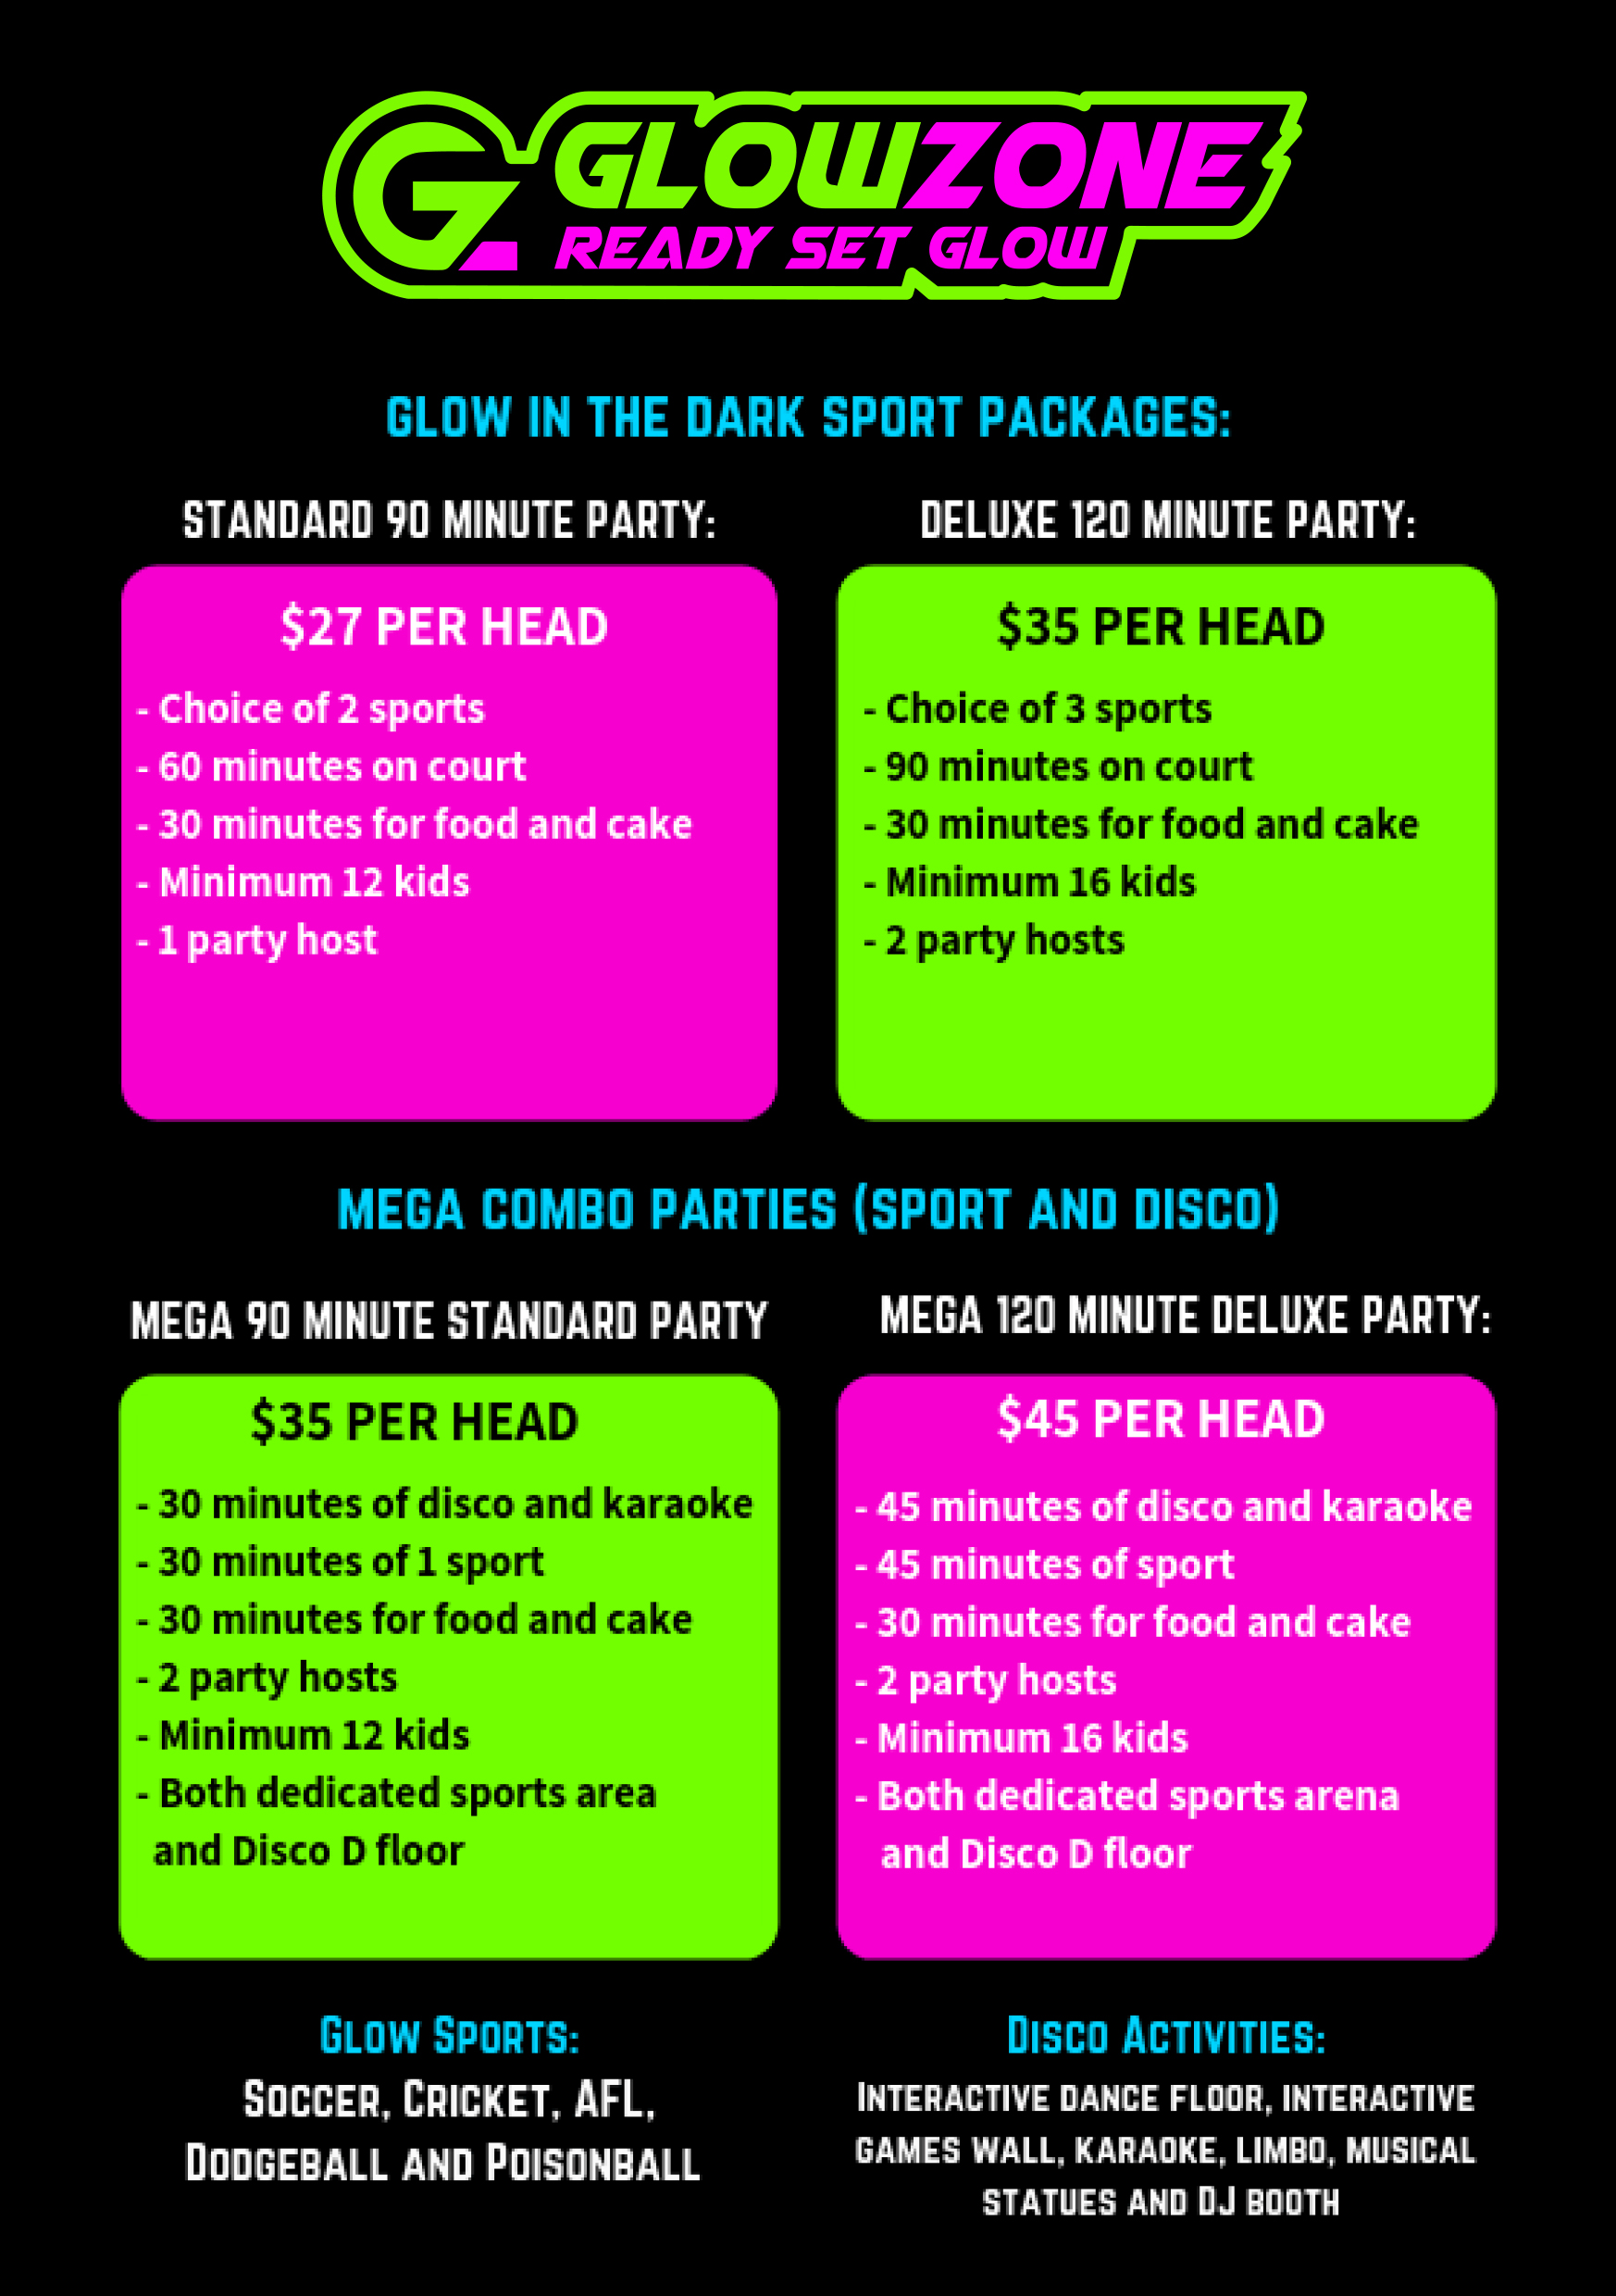 GZ GLOWZONE
READY SET GLOW
GLOW IN THE DARK SPORT PACKAGES:
STANDARD 90 MINUTE PARTY:
$27 PER HEAD
- Choice of 2 sports
- 60 minutes on court
- 30 minutes for food and cake
- Minimum 12 kids
- 1 party host
DELUXE 120 MINUTE PARTY:
$35 PER HEAD
- Choice of 3 sports
- 90 minutes on court
- 30 minutes for food and cake
- Minimum 16 kids
- 2 party hosts
MEGA COMBO PARTIES (SPORT AND DISCO)
MEGA 90 MINUTE STANDARD PARTY
$35 PER HEAD
- 30 minutes of disco and karaoke
- 30 minutes of 1 sport
- 30 minutes for food and cake
- 2 party hosts
- Minimum 12 kids
- Both dedicated sports area
and Disco D floor
MEGA 120 MINUTE DELUXE PARTY:
$45 PER HEAD
- 45 minutes of disco and karaoke
- 45 minutes of sport
- 30 minutes for food and cake
- 2 party hosts
- Minimum 16 kids
- Both dedicated sports arena
and Disco D floor
Glow Sports:
Soccer, Cricket, AFL,
Dodgeball and Poisonball
Disco Activities:
Interactive dance floor, interactive
games wall, karaoke, limbo, musical
statues and DJ booth